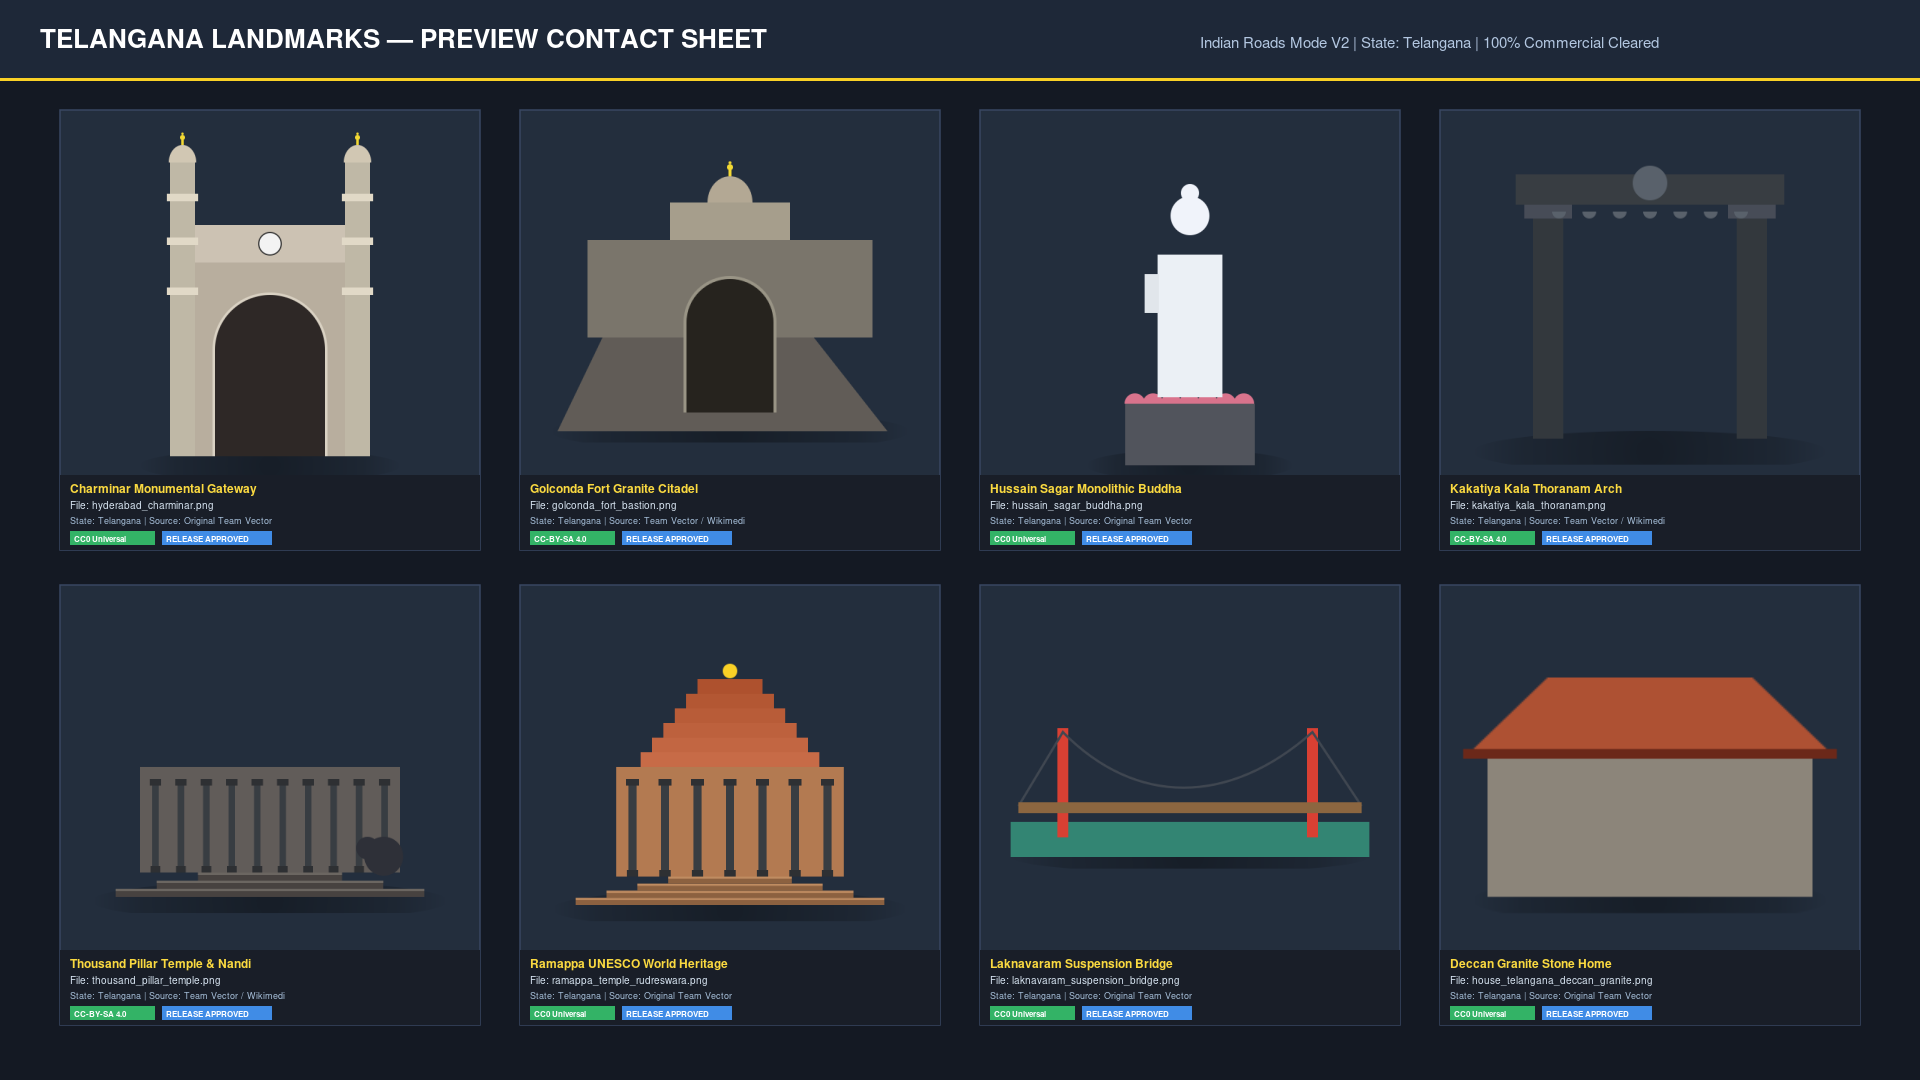 TELANGANA LANDMARKS — PREVIEW CONTACT SHEET
Indian Roads Mode V2 | State: Telangana | 100% Commercial Cleared
Charminar Monumental Gateway
File: hyderabad_charminar.png
State: Telangana | Source: Original Team Vector
CC0 Universal
RELEASE APPROVED
Golconda Fort Granite Citadel
File: golconda_fort_bastion.png
State: Telangana | Source: Team Vector / Wikimedi
CC-BY-SA 4.0
RELEASE APPROVED
Hussain Sagar Monolithic Buddha
File: hussain_sagar_buddha.png
State: Telangana | Source: Original Team Vector
CC0 Universal
RELEASE APPROVED
Kakatiya Kala Thoranam Arch
File: kakatiya_kala_thoranam.png
State: Telangana | Source: Team Vector / Wikimedi
CC-BY-SA 4.0
RELEASE APPROVED
Thousand Pillar Temple & Nandi
File: thousand_pillar_temple.png
State: Telangana | Source: Team Vector / Wikimedi
CC-BY-SA 4.0
RELEASE APPROVED
Ramappa UNESCO World Heritage
File: ramappa_temple_rudreswara.png
State: Telangana | Source: Original Team Vector
CC0 Universal
RELEASE APPROVED
Laknavaram Suspension Bridge
File: laknavaram_suspension_bridge.png
State: Telangana | Source: Original Team Vector
CC0 Universal
RELEASE APPROVED
Deccan Granite Stone Home
File: house_telangana_deccan_granite.png
State: Telangana | Source: Original Team Vector
CC0 Universal
RELEASE APPROVED